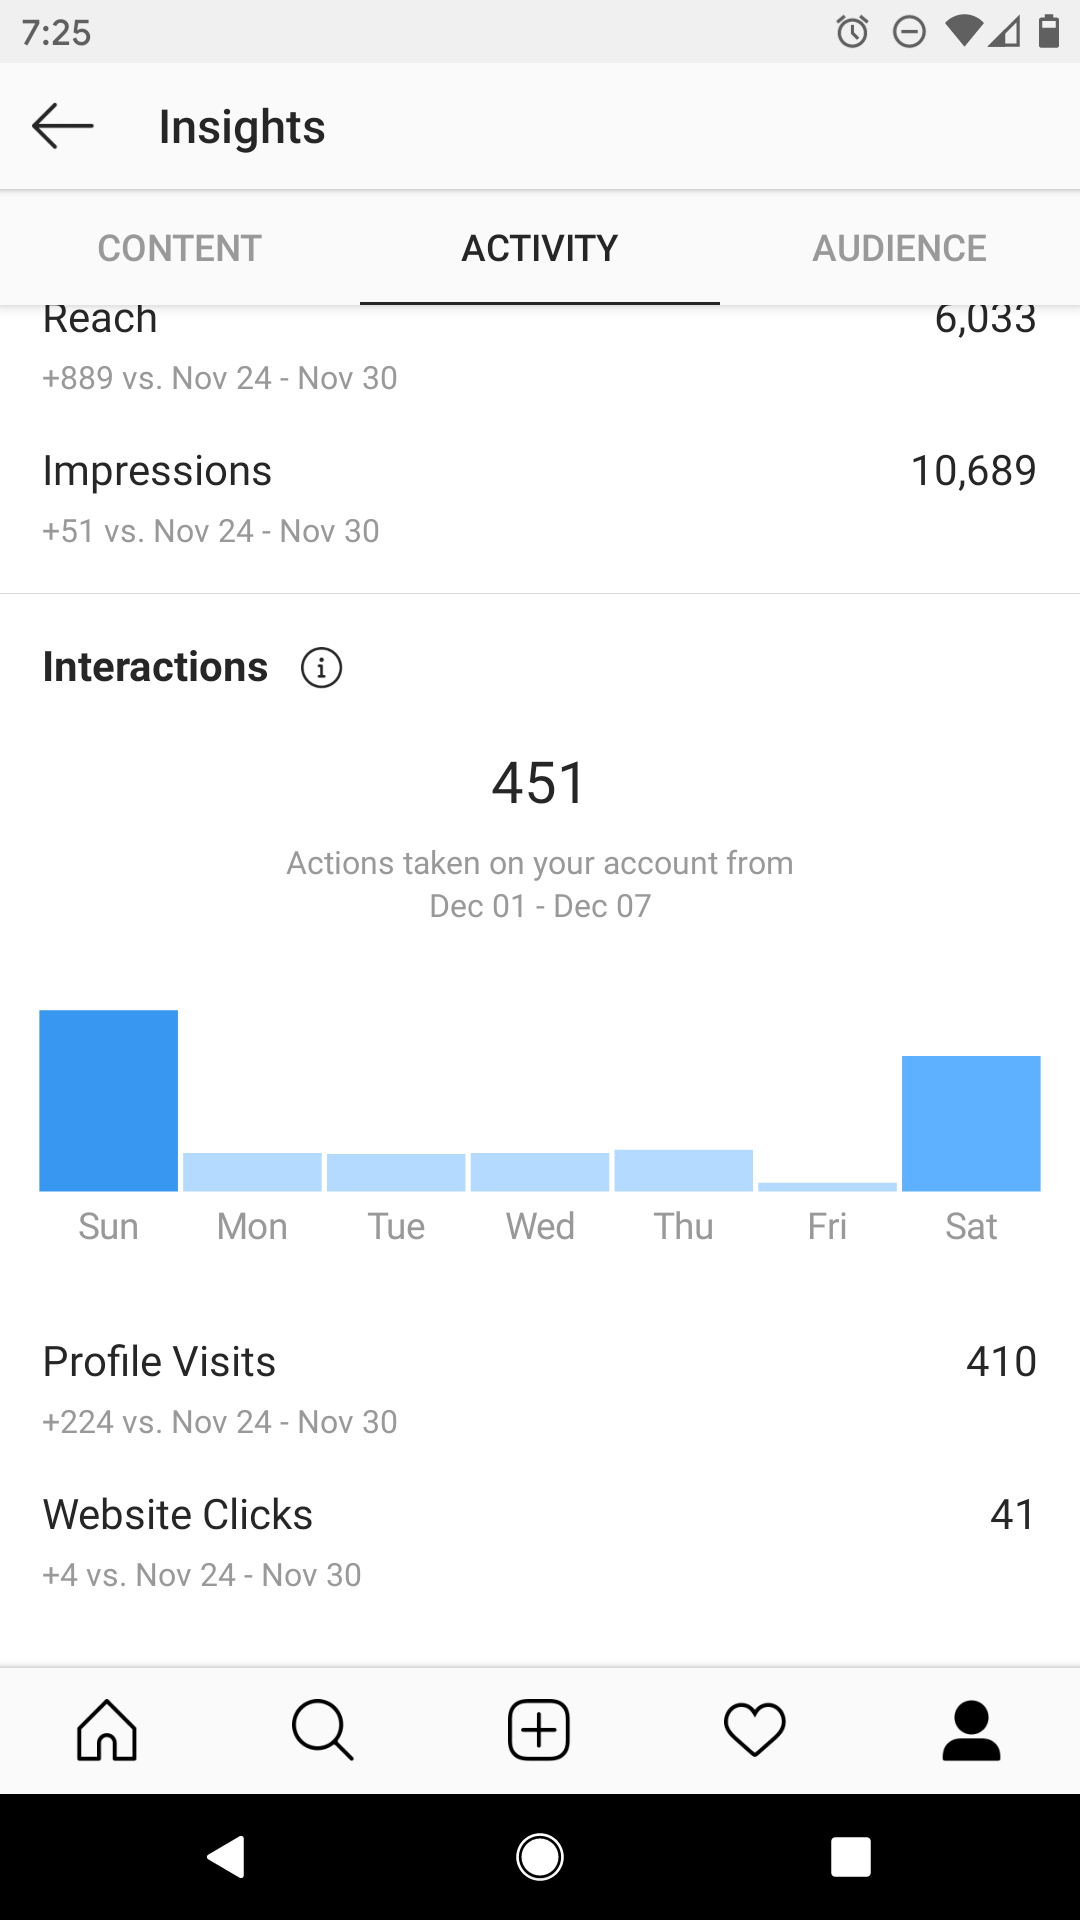 7:25
Insights
CONTENT ACTIVITY AUDIENCE
Reach 6,033
+889 vs. Nov 24 - Nov 30
Impressions 10,689
+51 vs. Nov 24 - Nov 30
Interactions
451
Actions taken on your account from
Dec 01 - Dec 07
Sun Mon Tue Wed Thu Fri Sat
Profile Visits 410
+224 vs. Nov 24 - Nov 30
Website Clicks 41
+4 vs. Nov 24 - Nov 30